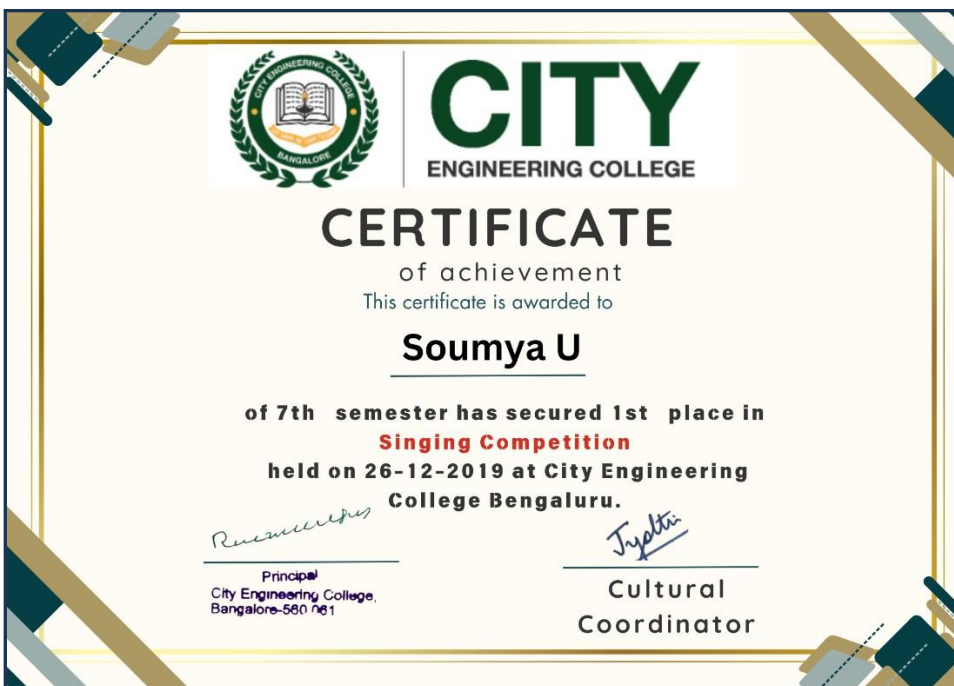 CITY ENGINEERING COLLEGE
BANGALORE
CITY
ENGINEERING COLLEGE
CERTIFICATE
of achievement
This certificate is awarded to
Soumya U
of 7th semester has secured 1st place in
Singing Competition
held on 26-12-2019 at City Engineering
College Bengaluru.
Jyothi
Principal
City Engineering College,
Bangalore-560 061
Cultural
Coordinator